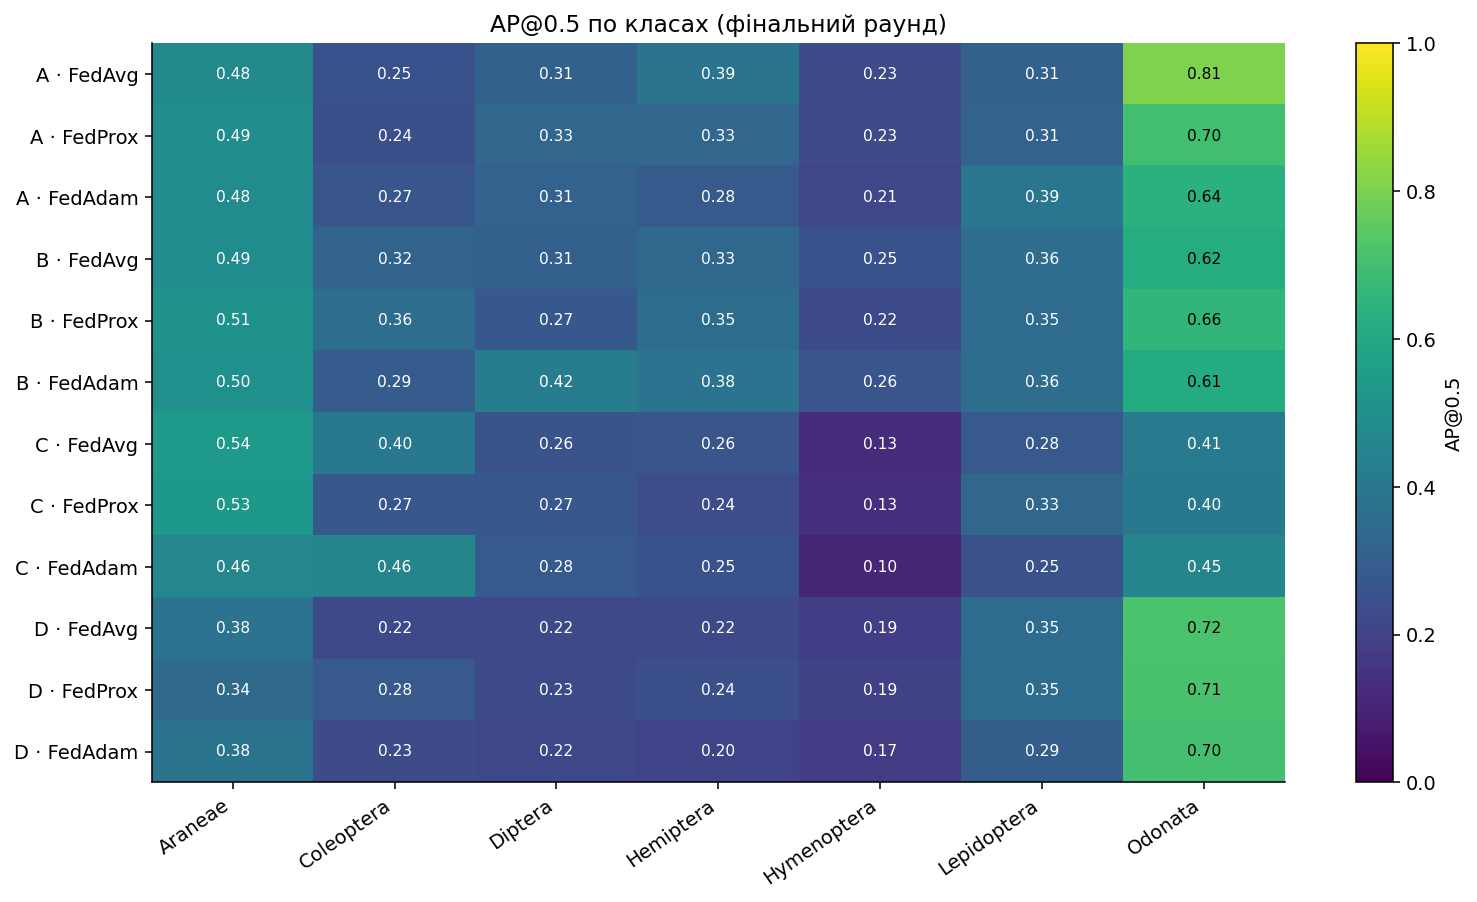 AP@0.5 по класах (фінальний раунд)
A · FedAvg 0.48 0.25 0.31 0.39 0.23 0.31 0.81
A · FedProx 0.49 0.24 0.33 0.33 0.23 0.31 0.70
A · FedAdam 0.48 0.27 0.31 0.28 0.21 0.39 0.64
B · FedAvg 0.49 0.32 0.31 0.33 0.25 0.36 0.62
B · FedProx 0.51 0.36 0.27 0.35 0.22 0.35 0.66
B · FedAdam 0.50 0.29 0.42 0.38 0.26 0.36 0.61
C · FedAvg 0.54 0.40 0.26 0.26 0.13 0.28 0.41
C · FedProx 0.53 0.27 0.27 0.24 0.13 0.33 0.40
C · FedAdam 0.46 0.46 0.28 0.25 0.10 0.25 0.45
D · FedAvg 0.38 0.22 0.22 0.22 0.19 0.35 0.72
D · FedProx 0.34 0.28 0.23 0.24 0.19 0.35 0.71
D · FedAdam 0.38 0.23 0.22 0.20 0.17 0.29 0.70
Araneae Coleoptera Diptera Hemiptera Hymenoptera Lepidoptera Odonata
1.0
0.8
0.6
0.4
0.2
0.0
AP@0.5